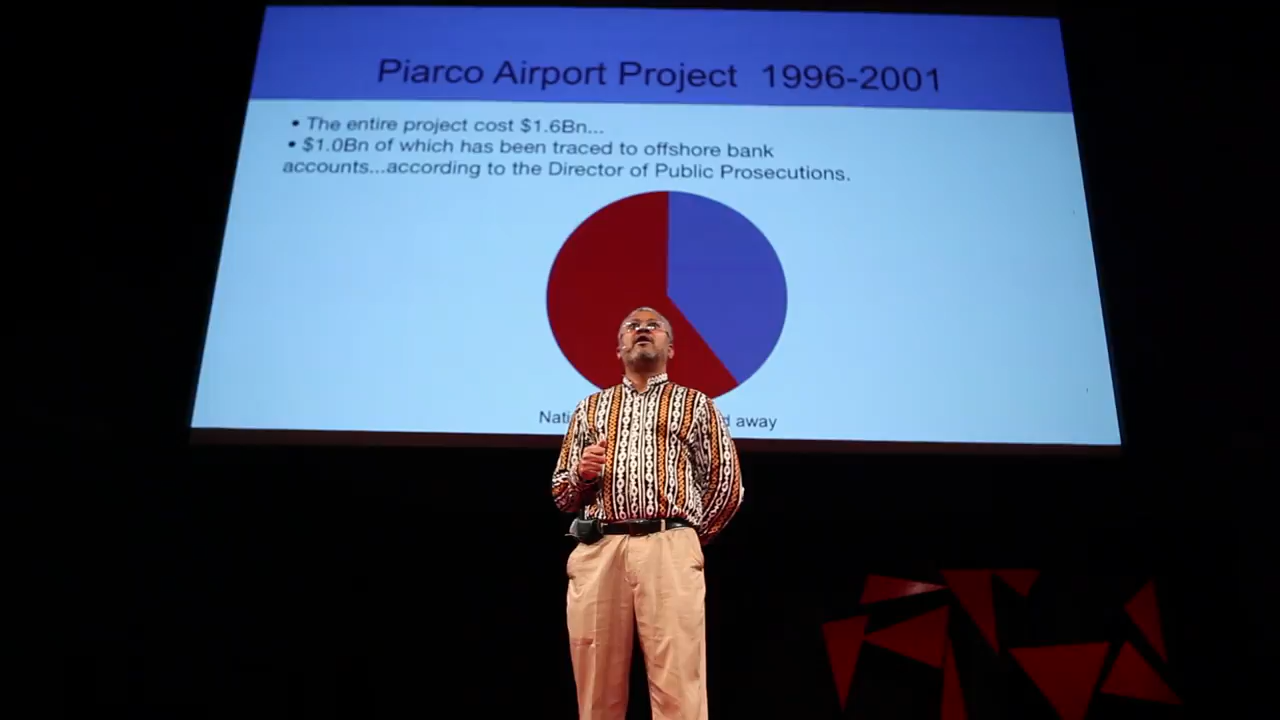 Piarco Airport Project 1996-2001
• The entire project cost $1.6Bn...
• $1.0Bn of which has been traced to offshore bank
accounts...according to the Director of Public Prosecutions.
away